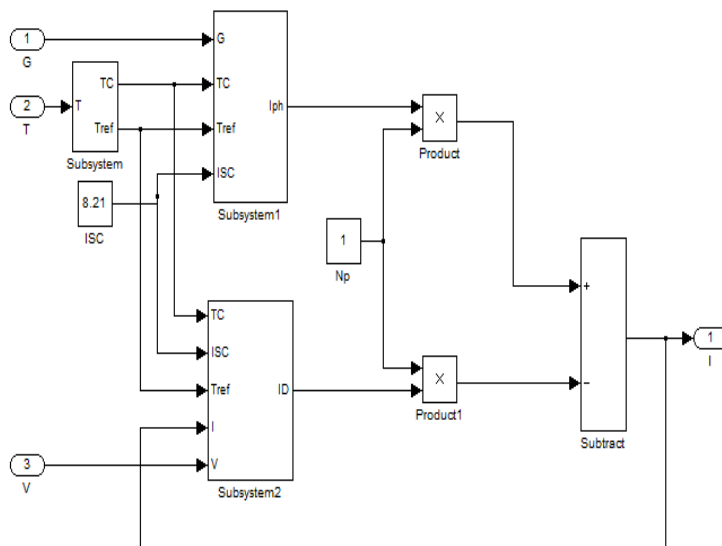 1
G
G
TC
Iph
TC
T
2
T
Tref
Tref
Subsystem
ISC
8.21
ISC
Subsystem1
X
Product
1
Np
TC
ISC
Tref
ID
I
V
Subsystem2
3
V
X
Product1
+
−
Subtract
1
I